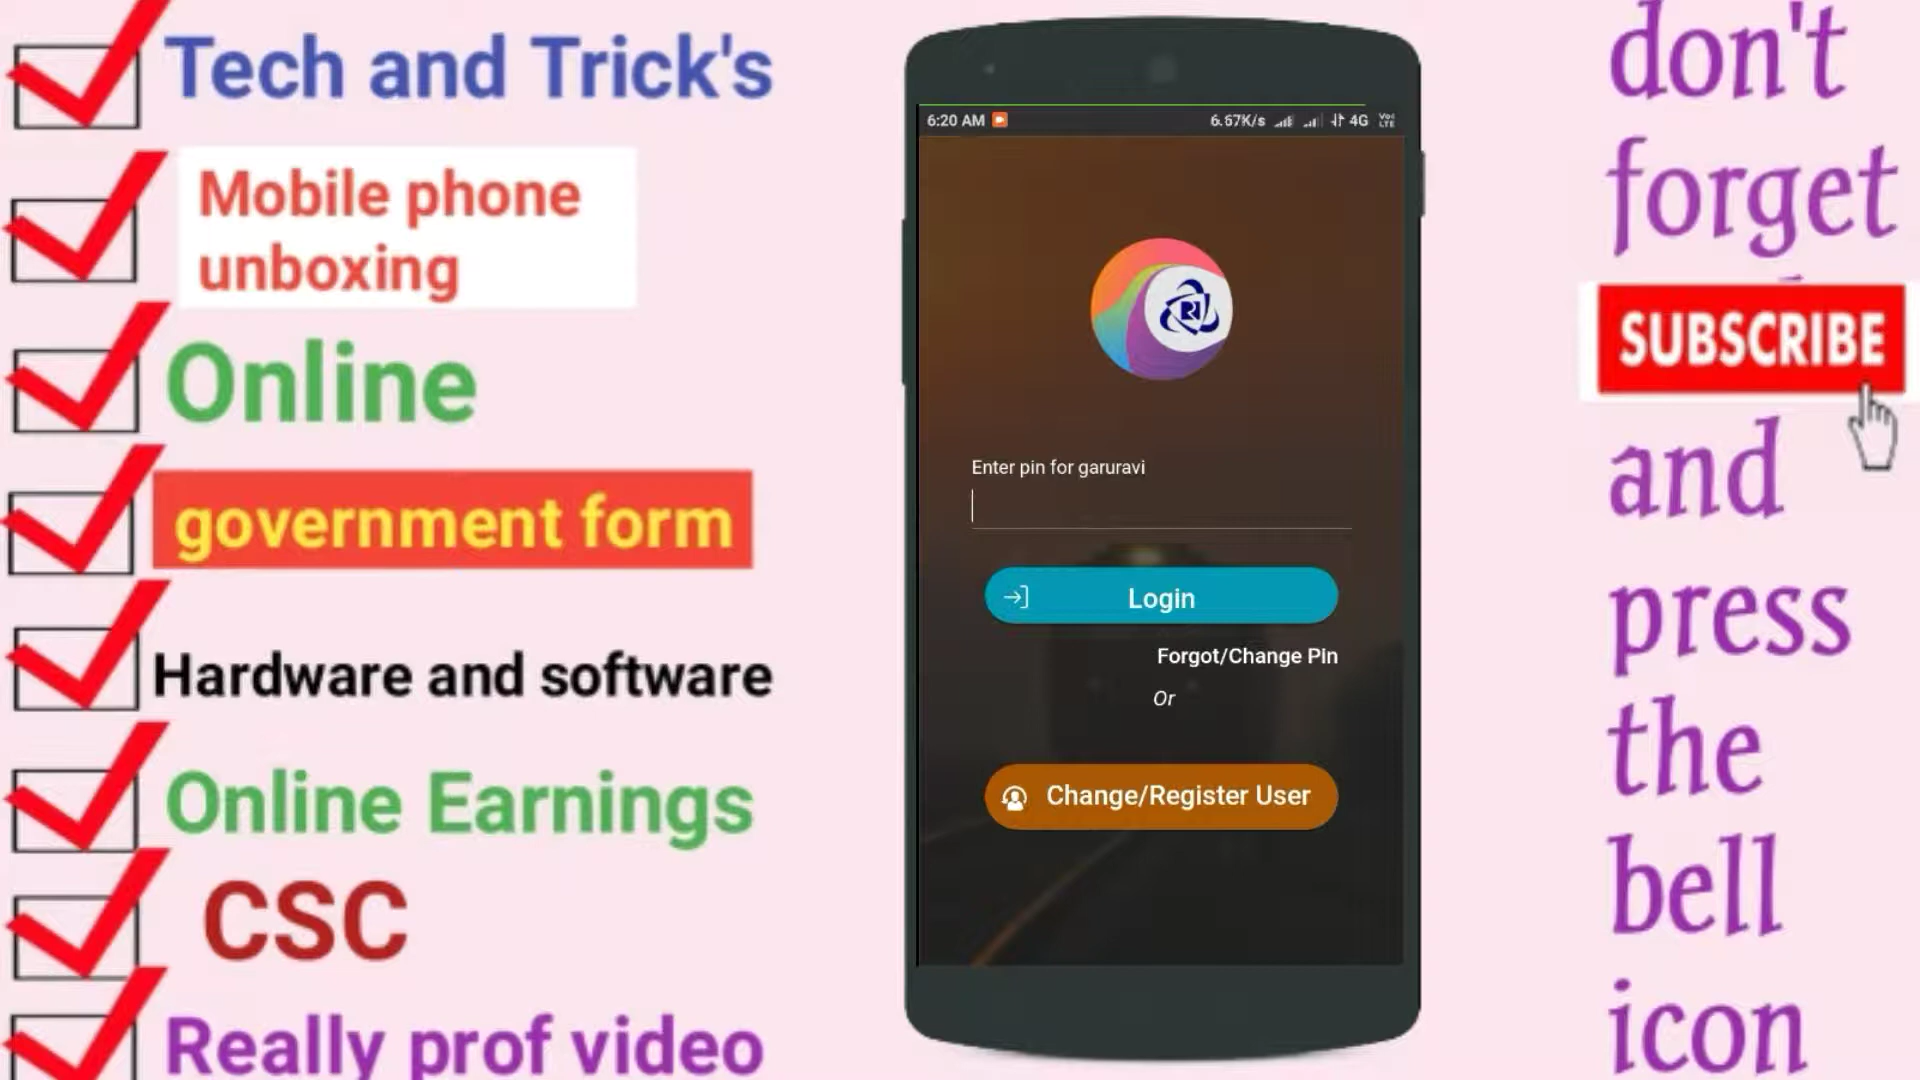 Tech and Trick's
Mobile phone
unboxing
Online
government form
Hardware and software
Online Earnings
CSC
Really prof video
6:20 AM
6.67K/s
4G
Vo
LTE
Enter pin for garuravi
Login
Forgot/Change Pin
Or
Change/Register User
don't
forget
SUBSCRIBE
and
press
the
bell
icon